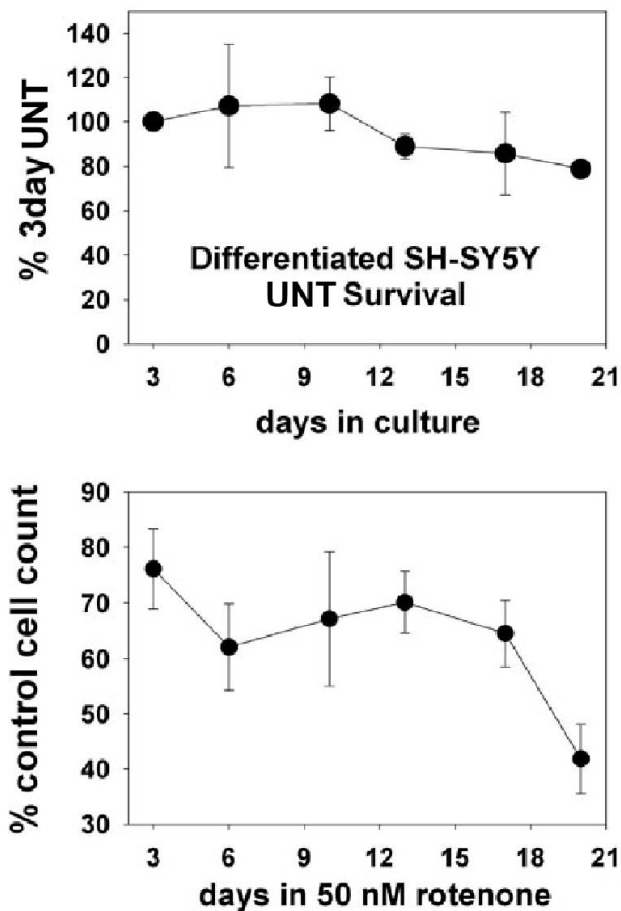 % 3day UNT
140
120
100
80
60
40
20
0
Differentiated SH-SY5Y
UNT Survival
3 6 9 12 15 18 21
days in culture
% control cell count
90
80
70
60
50
40
30
3 6 9 12 15 18 21
days in 50 nM rotenone